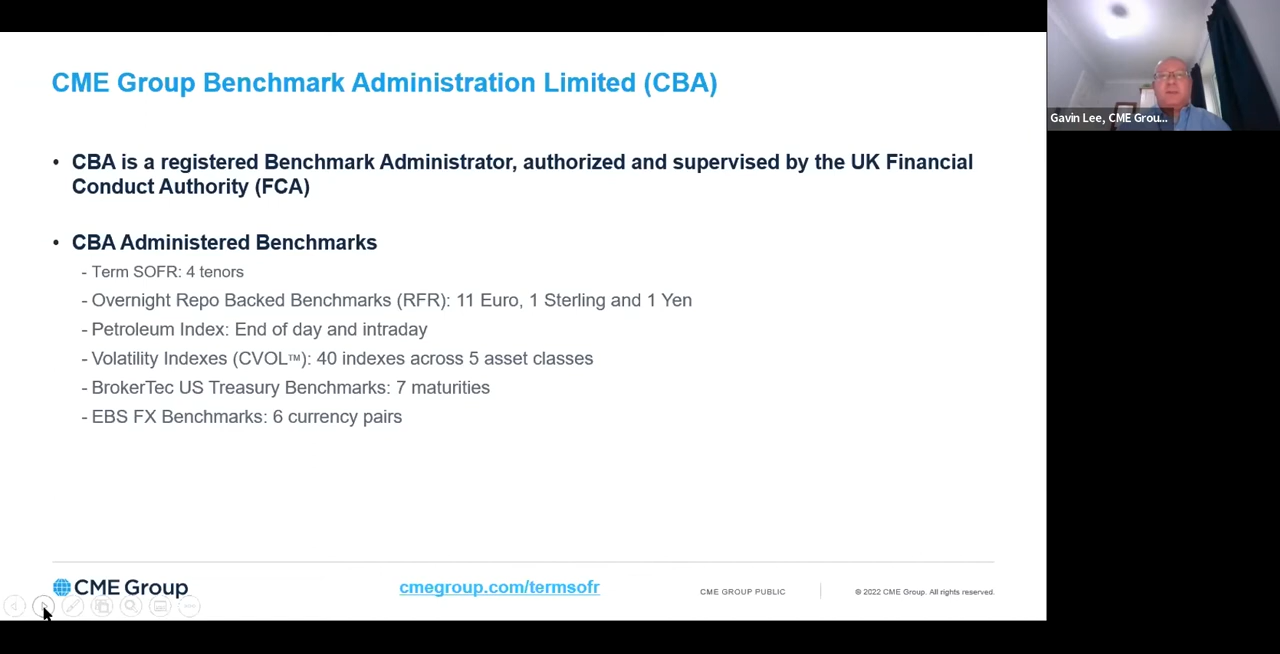 CME Group Benchmark Administration Limited (CBA)
• CBA is a registered Benchmark Administrator, authorized and supervised by the UK Financial
Conduct Authority (FCA)
• CBA Administered Benchmarks
- Term SOFR: 4 tenors
- Overnight Repo Backed Benchmarks (RFR): 11 Euro, 1 Sterling and 1 Yen
- Petroleum Index: End of day and intraday
- Volatility Indexes (CVOL™): 40 indexes across 5 asset classes
- BrokerTec US Treasury Benchmarks: 7 maturities
- EBS FX Benchmarks: 6 currency pairs
CME Group
cmegroup.com/termsofr
CME GROUP PUBLIC
© 2022 CME Group. All rights reserved.
Gavin Lee, CME Grou...